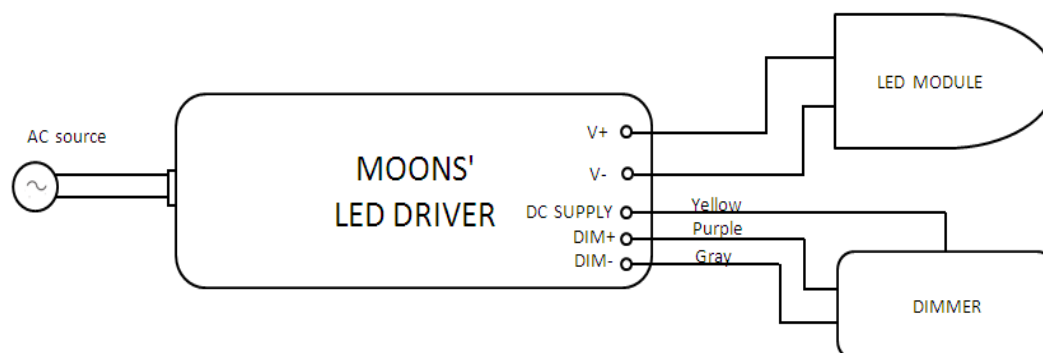 AC source
MOONS'
LED DRIVER
V+
V-
DC SUPPLY
DIM+
DIM-
Yellow
Purple
Gray
LED MODULE
DIMMER